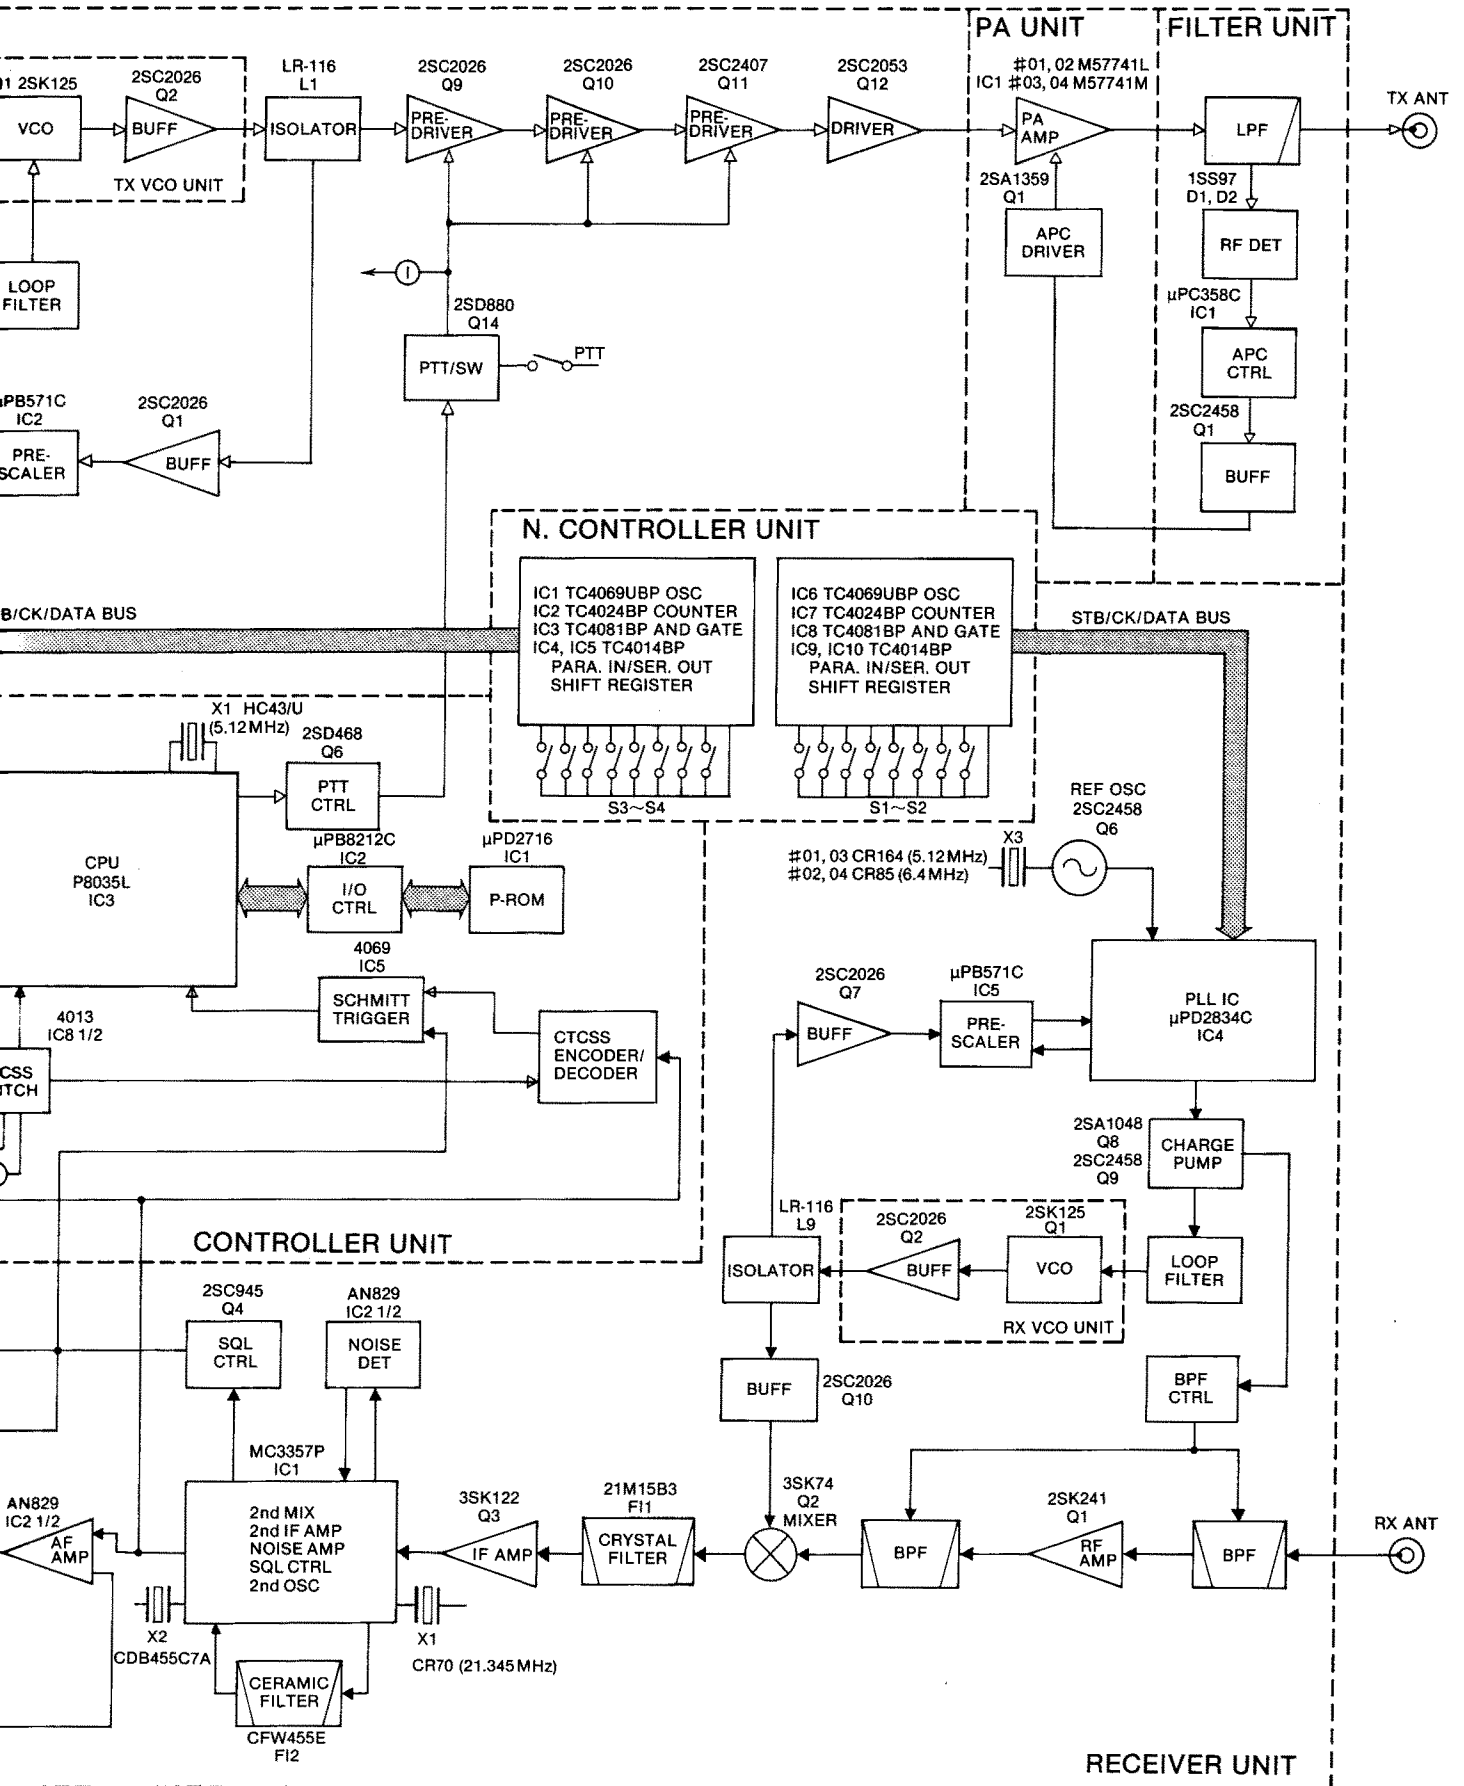 PA UNIT
FILTER UNIT
Q1 2SK125
VCO
2SC2026
Q2
BUFF
TX VCO UNIT
LR-116
L1
ISOLATOR
2SC2026
Q9
PRE-
DRIVER
2SC2026
Q10
PRE-
DRIVER
2SC2407
Q11
PRE-
DRIVER
2SC2053
Q12
DRIVER
♯01, 02 M57741L
IC1 ♯03, 04 M57741M
PA
AMP
LPF
TX ANT
2SA1359
Q1
APC
DRIVER
1SS97
D1, D2
RF DET
μPC358C
IC1
APC
CTRL
2SC2458
Q1
BUFF
LOOP
FILTER
I
2SD880
Q14
PTT/SW
PTT
μPB571C
IC2
PRE-
SCALER
2SC2026
Q1
BUFF
N. CONTROLLER UNIT
IC1 TC4069UBP OSC
IC2 TC4024BP COUNTER
IC3 TC4081BP AND GATE
IC4, IC5 TC4014BP
PARA. IN/SER. OUT
SHIFT REGISTER
S3~S4
IC6 TC4069UBP OSC
IC7 TC4024BP COUNTER
IC8 TC4081BP AND GATE
IC9, IC10 TC4014BP
PARA. IN/SER. OUT
SHIFT REGISTER
S1~S2
B/CK/DATA BUS
STB/CK/DATA BUS
X1 HC43/U
(5.12MHz)
2SD468
Q6
PTT
CTRL
CPU
P8035L
IC3
μPB8212C
IC2
I/O
CTRL
μPD2716
IC1
P-ROM
4069
IC5
SCHMITT
TRIGGER
4013
IC8 1/2
CSS
TCH
CTCSS
ENCODER/
DECODER
CONTROLLER UNIT
REF OSC
2SC2458
Q6
X3
♯01, 03 CR164 (5.12MHz)
♯02, 04 CR85 (6.4MHz)
2SC2026
Q7
BUFF
μPB571C
IC5
PRE-
SCALER
PLL IC
μPD2834C
IC4
2SA1048
Q8
2SC2458
Q9
CHARGE
PUMP
LR-116
L9
ISOLATOR
2SC2026
Q2
BUFF
2SK125
Q1
VCO
RX VCO UNIT
LOOP
FILTER
BUFF
2SC2026
Q10
BPF
CTRL
2SC945
Q4
SQL
CTRL
AN829
IC2 1/2
NOISE
DET
MC3357P
IC1
2nd MIX
2nd IF AMP
NOISE AMP
SQL CTRL
2nd OSC
AN829
IC2 1/2
AF
AMP
3SK122
Q3
IF AMP
21M15B3
FI1
CRYSTAL
FILTER
3SK74
Q2
MIXER
BPF
2SK241
Q1
RF
AMP
BPF
RX ANT
X2
CDB455C7A
X1
CR70 (21.345MHz)
CERAMIC
FILTER
CFW455E
FI2
RECEIVER UNIT